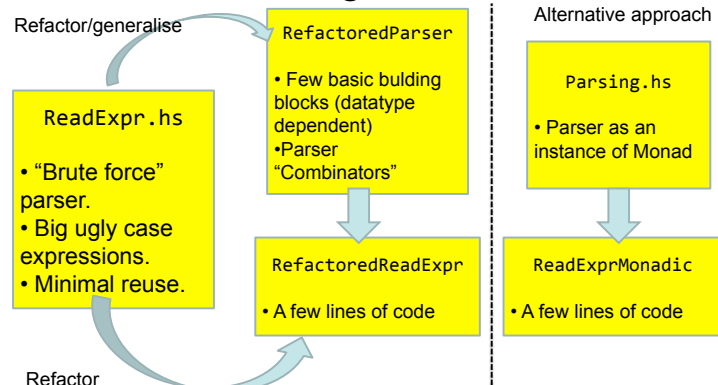 Refactor/generalise
ReadExpr.hs
• “Brute force”
parser.
• Big ugly case
expressions.
• Minimal reuse.
Refactor
RefactoredParser
• Few basic bulding
blocks (datatype
dependent)
•Parser
“Combinators”
RefactoredReadExpr
• A few lines of code
Alternative approach
Parsing.hs
• Parser as an
instance of Monad
ReadExprMonadic
• A few lines of code